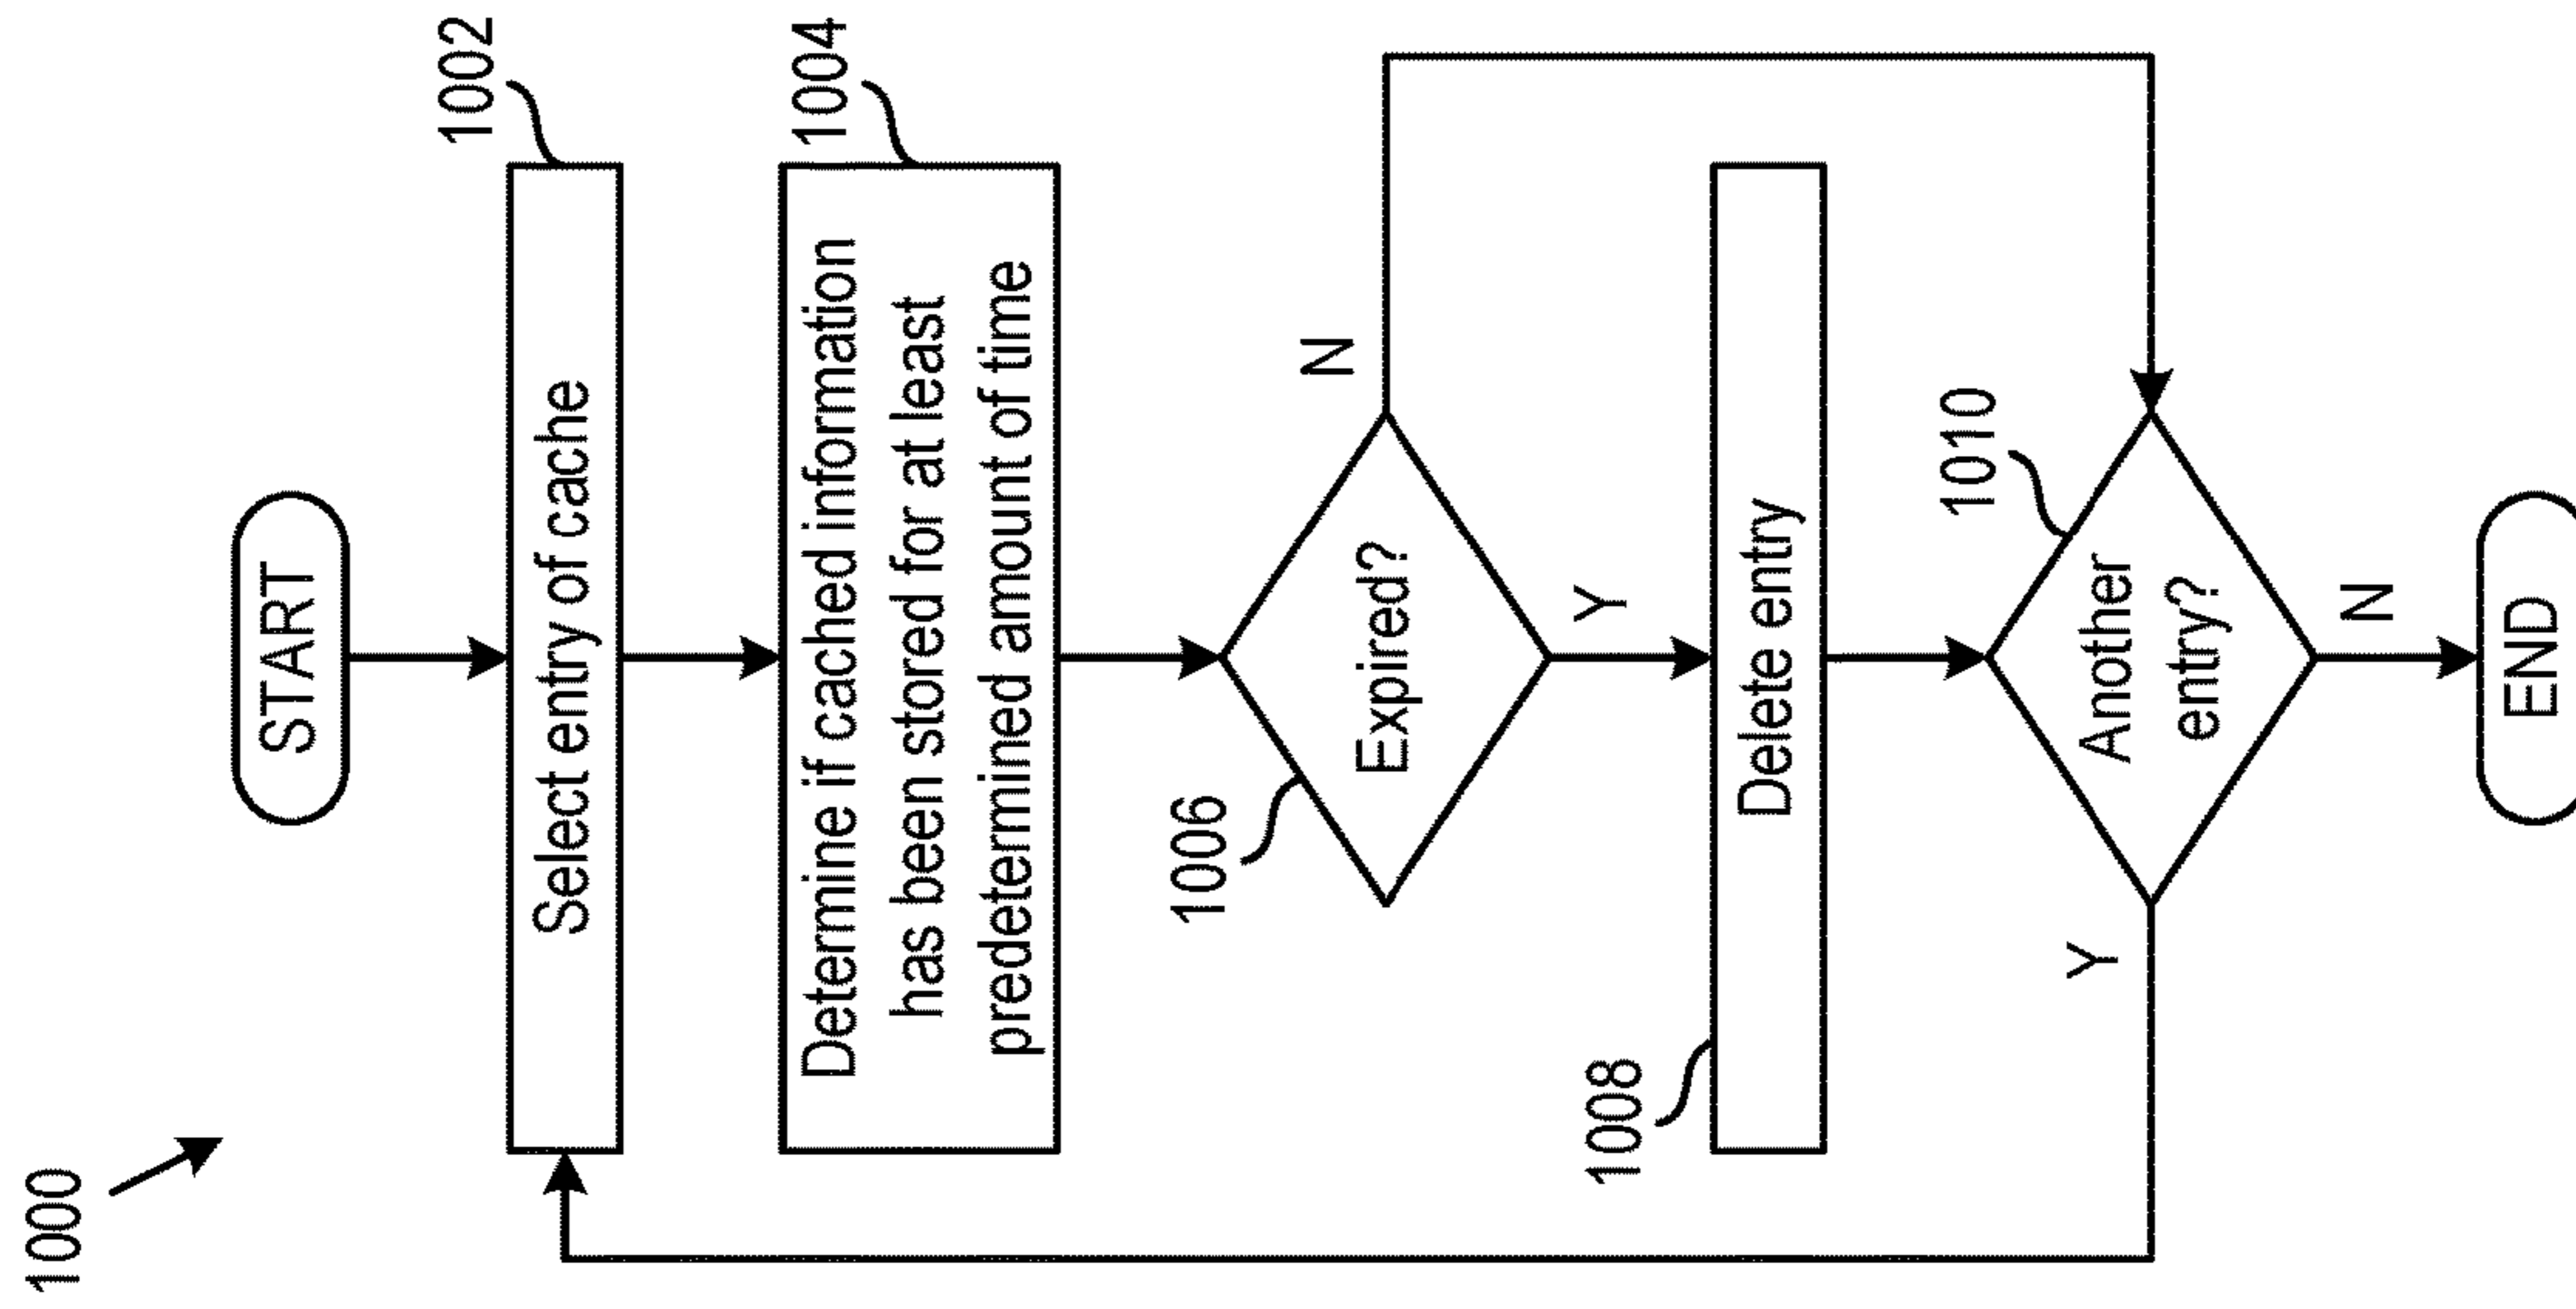 1000
START
1002
Select entry of cache
1004
Determine if cached information
has been stored for at least
predetermined amount of time
1006
Expired?
N
Y
1008
Delete entry
1010
Another
entry?
Y
N
END